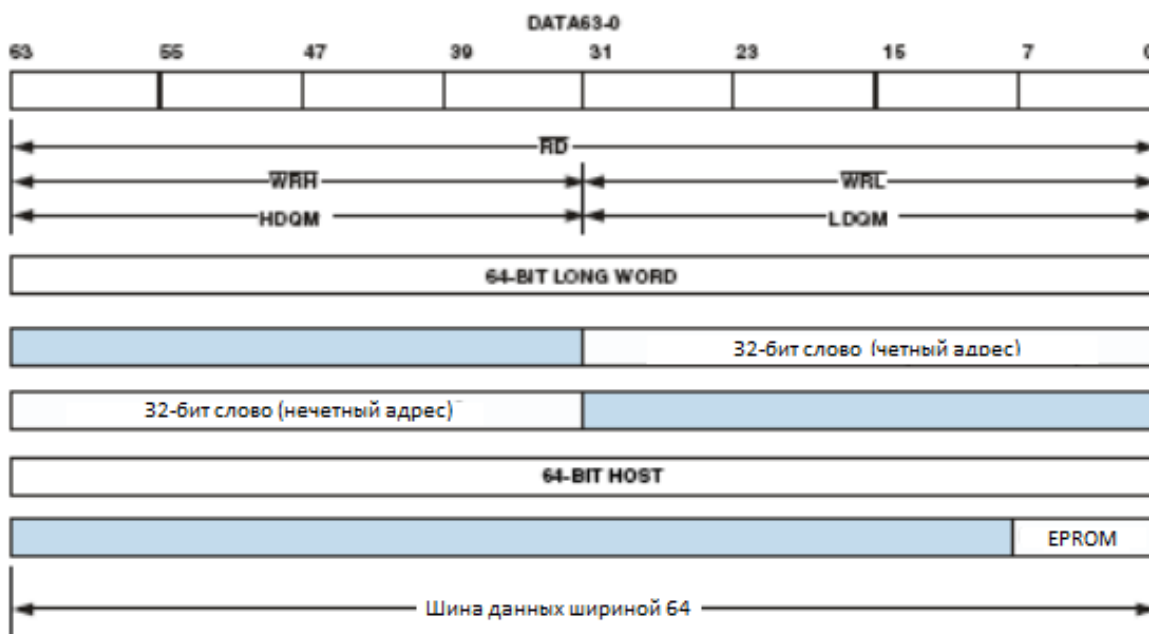 DATA63-0
63 55 47 39 31 23 15 7 0
RD
WRH WRL
HDQM LDQM
64-BIT LONG WORD
32-бит слово (четный адрес)
32-бит слово (нечетный адрес)
64-BIT HOST
EPROM
Шина данных шириной 64